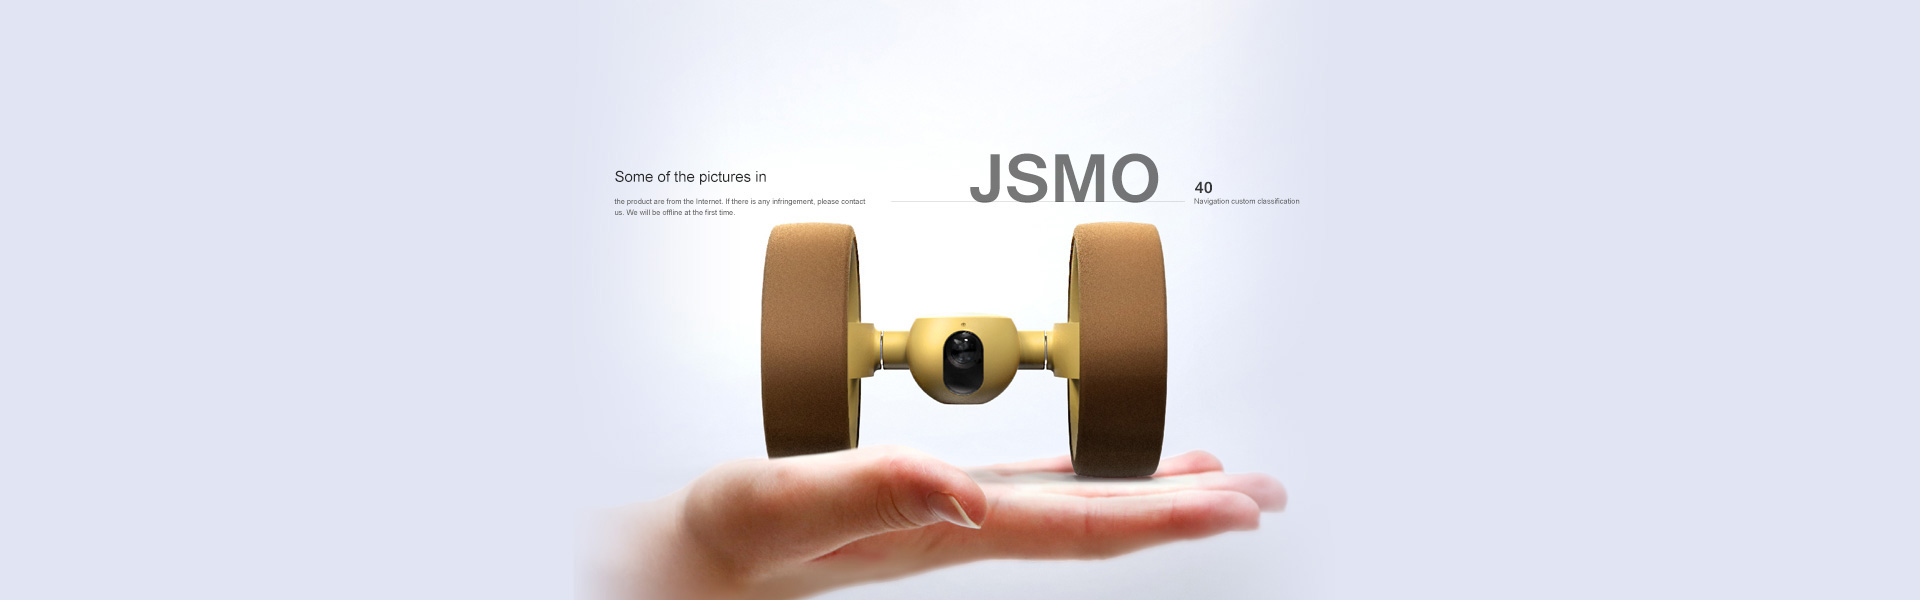 Some of the pictures in
the product are from the Internet. If there is any infringement, please contact
us. We will be offline at the first time.
JSMO
40
Navigation custom classification